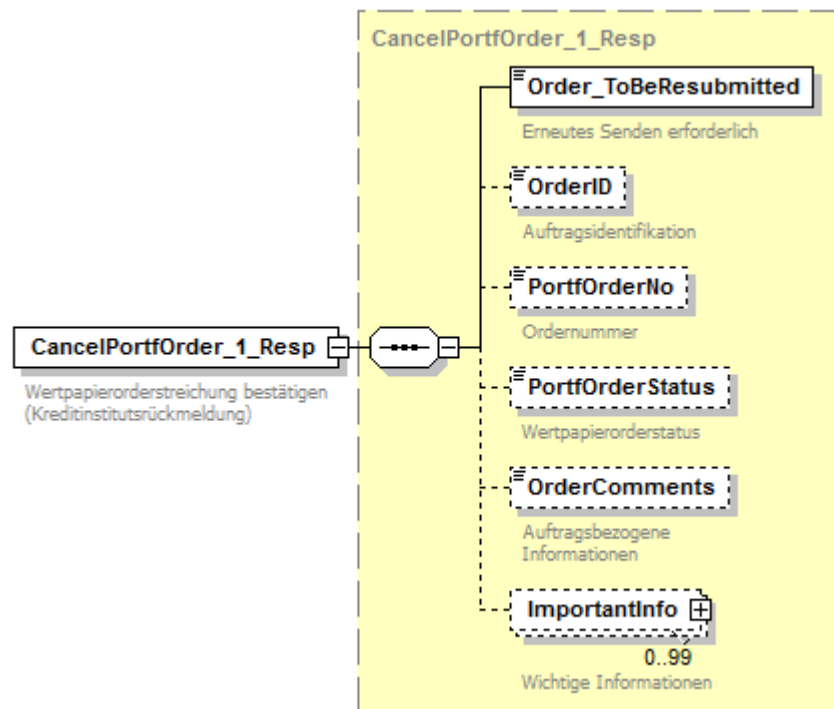 CancelPortfOrder_1_Resp
Order_ToBeResubmitted
Erneutes Senden erforderlich
OrderID
Auftragsidentifikation
PortfOrderNo
Ordernummer
CancelPortfOrder_1_Resp
Wertpapierorderstreichung bestätigen
(Kreditinstitutsrückmeldung)
PortfOrderStatus
Wertpapierorderstatus
OrderComments
Auftragsbezogene
Informationen
ImportantInfo
0..99
Wichtige Informationen